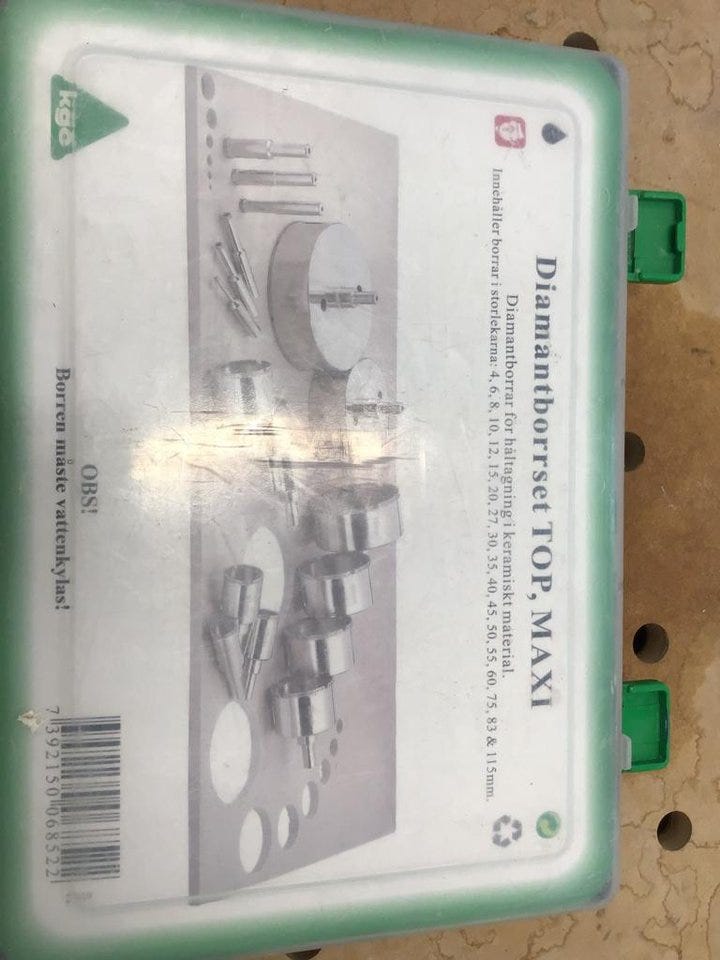 Diamantborrset TOP, MAXI
Diamantborrar för håltagning i keramiskt material.
Innehåller borrar i storlekarna: 4, 6, 8, 10, 12, 15, 20, 27, 30, 35, 40, 45, 50, 55, 60, 75, 83 & 115mm.
kgc
OBS!
Borren måste vattenkylas!
7 392150 068522